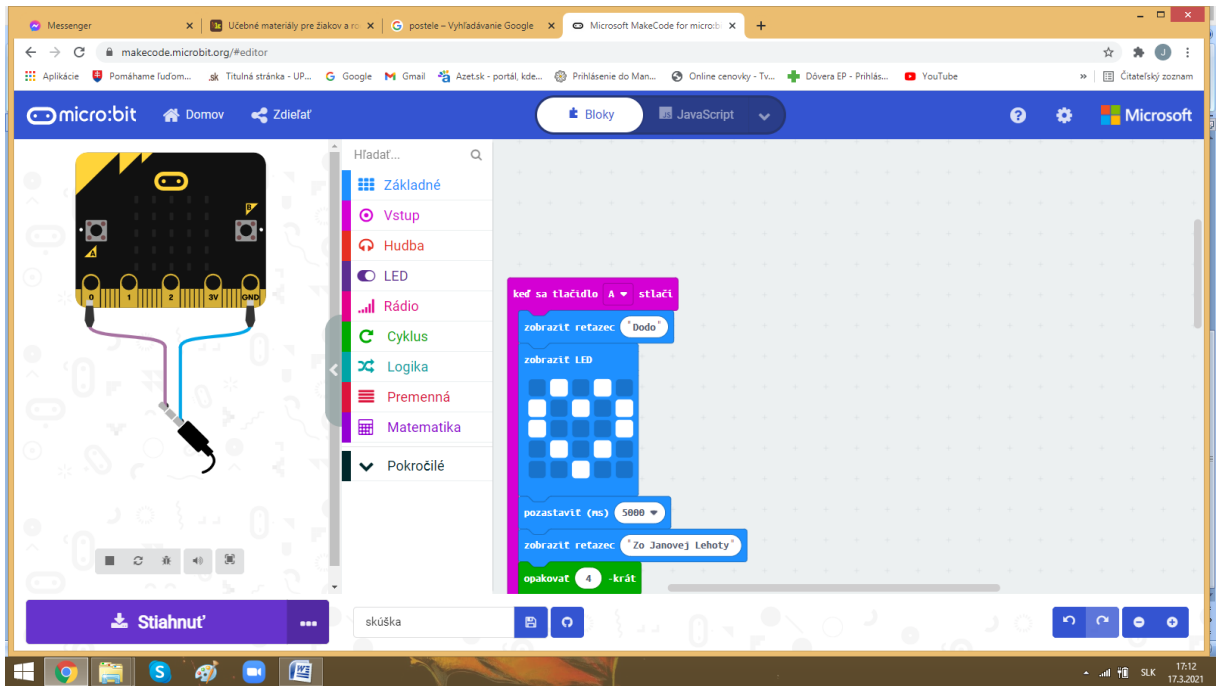 Messenger
Učebné materiály pre žiakov a ro
postele – Vyhľadávanie Google
Microsoft MakeCode for micro:b
makecode.microbit.org/#editor
J
Aplikácie
Pomáhame ľuďom...
.sk Titulná stránka - UP...
Google
Gmail
Azet.sk - portál, kde...
Prihlásenie do Man...
Online cenovky - Tv...
Dôvera EP - Prihlás...
YouTube
»
Čitateľský zoznam
micro:bit
Domov
Zdieľať
Bloky
JS JavaScript
?
Microsoft
A
B
0 1 2 3V GND
Hľadať...
Základné
Vstup
Hudba
LED
Rádio
Cyklus
Logika
Premenná
Matematika
Pokročilé
keď sa tlačidlo A stlačí
zobraziť reťazec "Dodo"
zobraziť LED
pozastaviť (ms) 5000
zobraziť reťazec "Zo Janovej Lehoty"
opakovať 4 -krát
Stiahnuť
skúška
SLK
17:12
17.3.2021